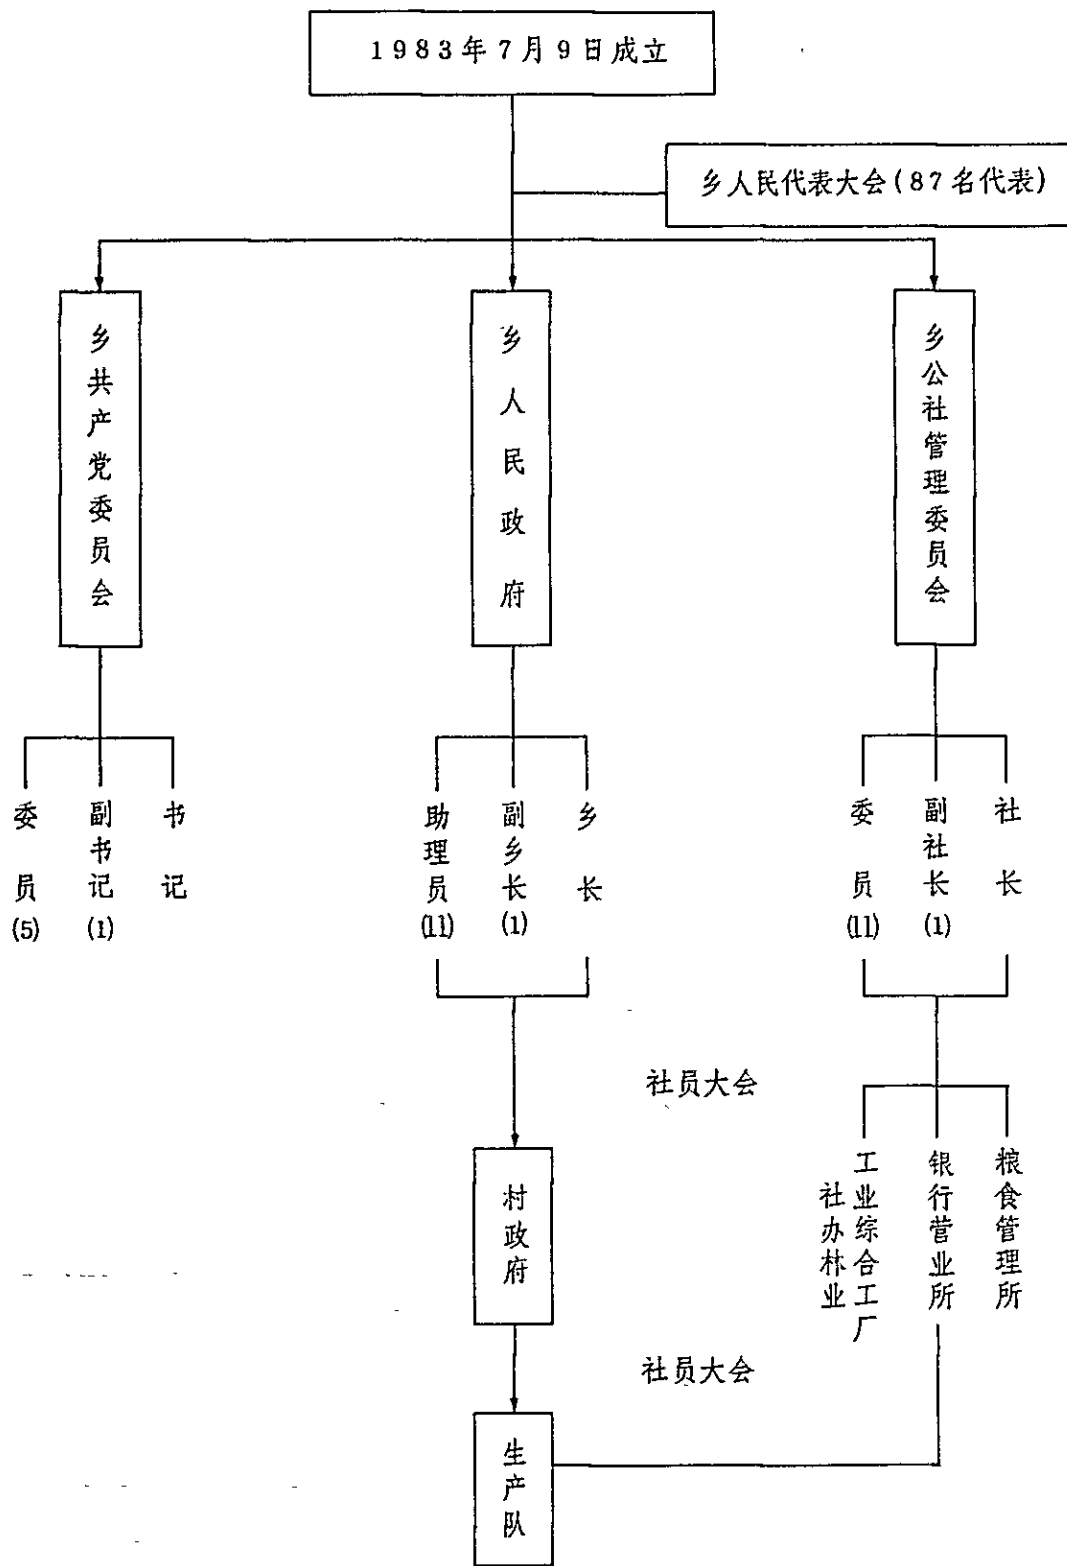 1983年7月9日成立
乡人民代表大会(87名代表)
乡共产党委员会
乡人民政府
乡公社管理委员会
委员(5)
副书记(1)
书记
助理员(11)
副乡长(1)
乡长
委员(11)
副社长(1)
社长
社员大会
村政府
社办林业
工业综合工厂
银行营业所
粮食管理所
社员大会
生产队